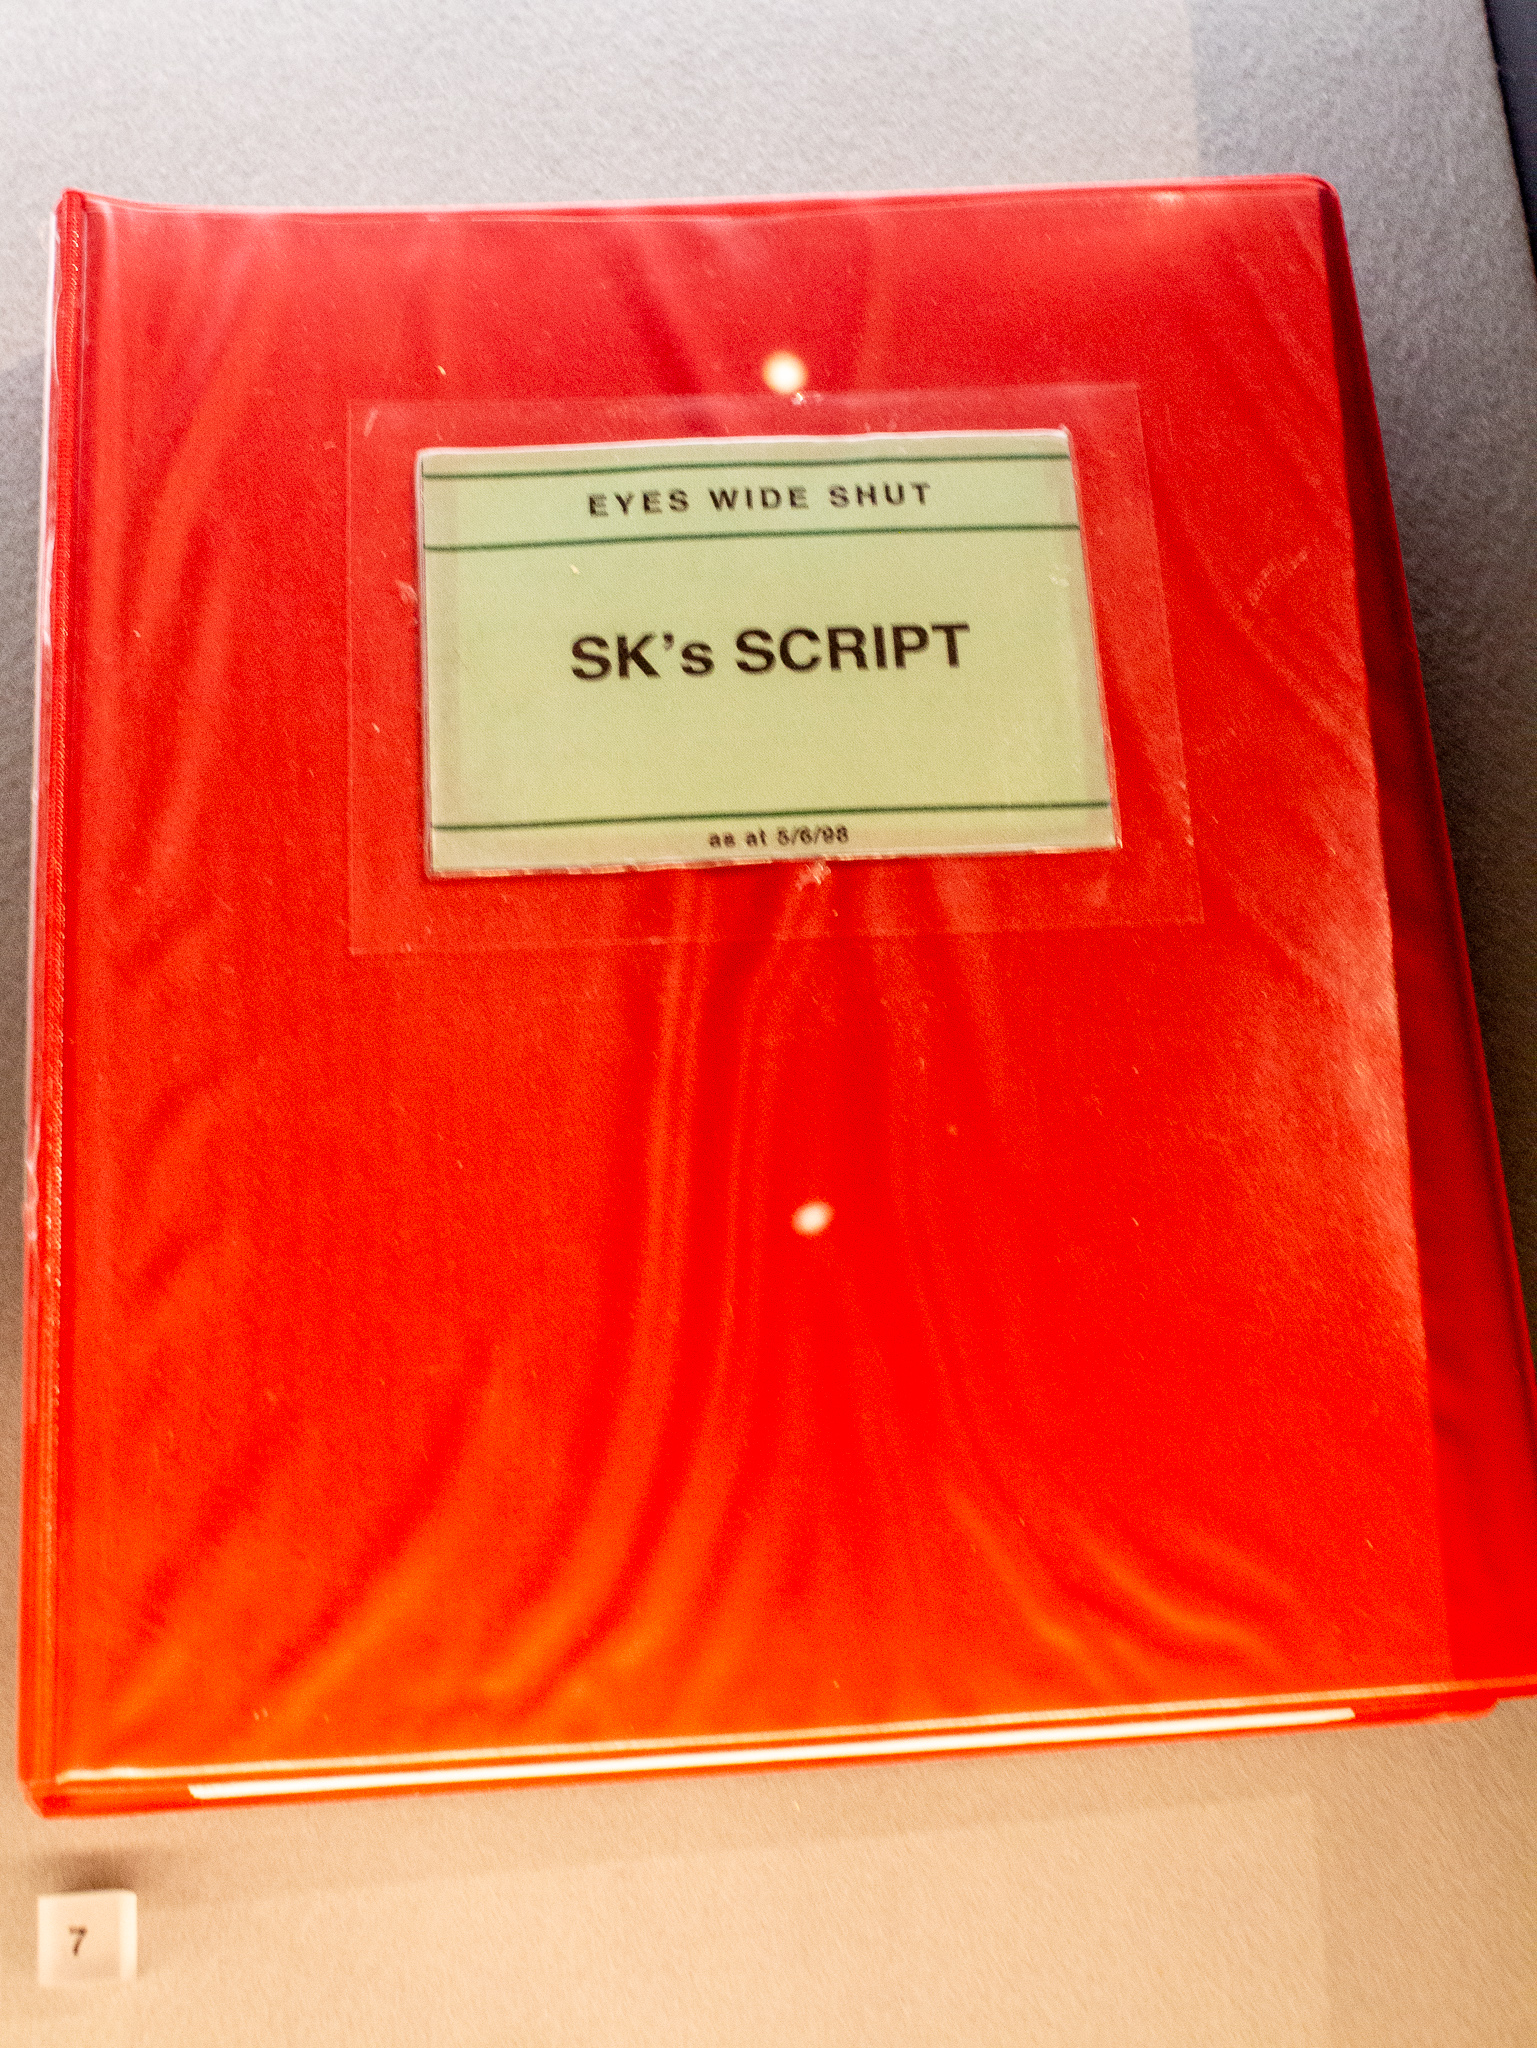 EYES WIDE SHUT
SK's SCRIPT
as at 5/6/98
7